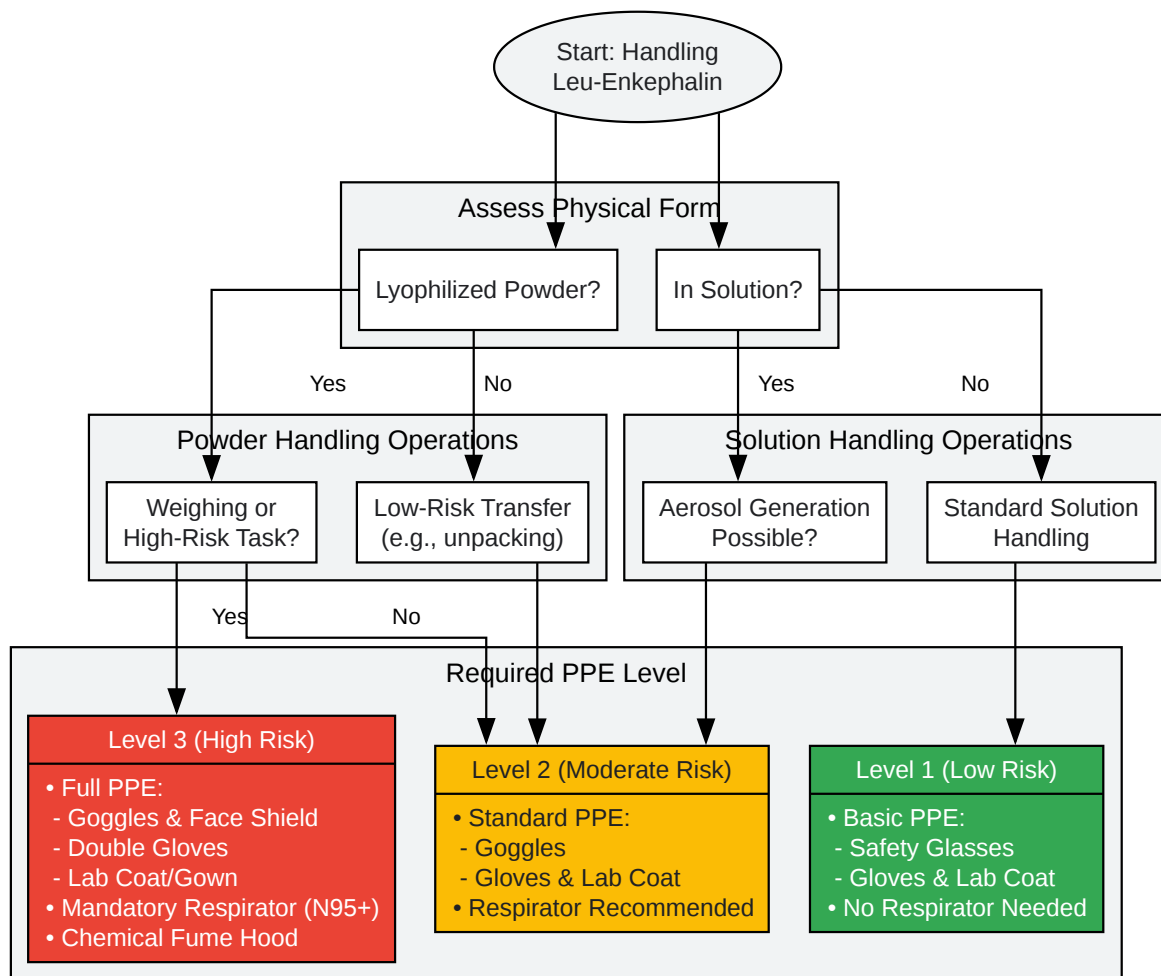 Start: Handling
Leu-Enkephalin
Assess Physical Form
Lyophilized Powder?
In Solution?
Yes
No
Yes
No
Powder Handling Operations
Solution Handling Operations
Weighing or
High-Risk Task?
Low-Risk Transfer
(e.g., unpacking)
Aerosol Generation
Possible?
Standard Solution
Handling
Yes
No
Required PPE Level
Level 3 (High Risk)
• Full PPE:
- Goggles & Face Shield
- Double Gloves
- Lab Coat/Gown
• Mandatory Respirator (N95+)
• Chemical Fume Hood
Level 2 (Moderate Risk)
• Standard PPE:
- Goggles
- Gloves & Lab Coat
• Respirator Recommended
Level 1 (Low Risk)
• Basic PPE:
- Safety Glasses
- Gloves & Lab Coat
• No Respirator Needed